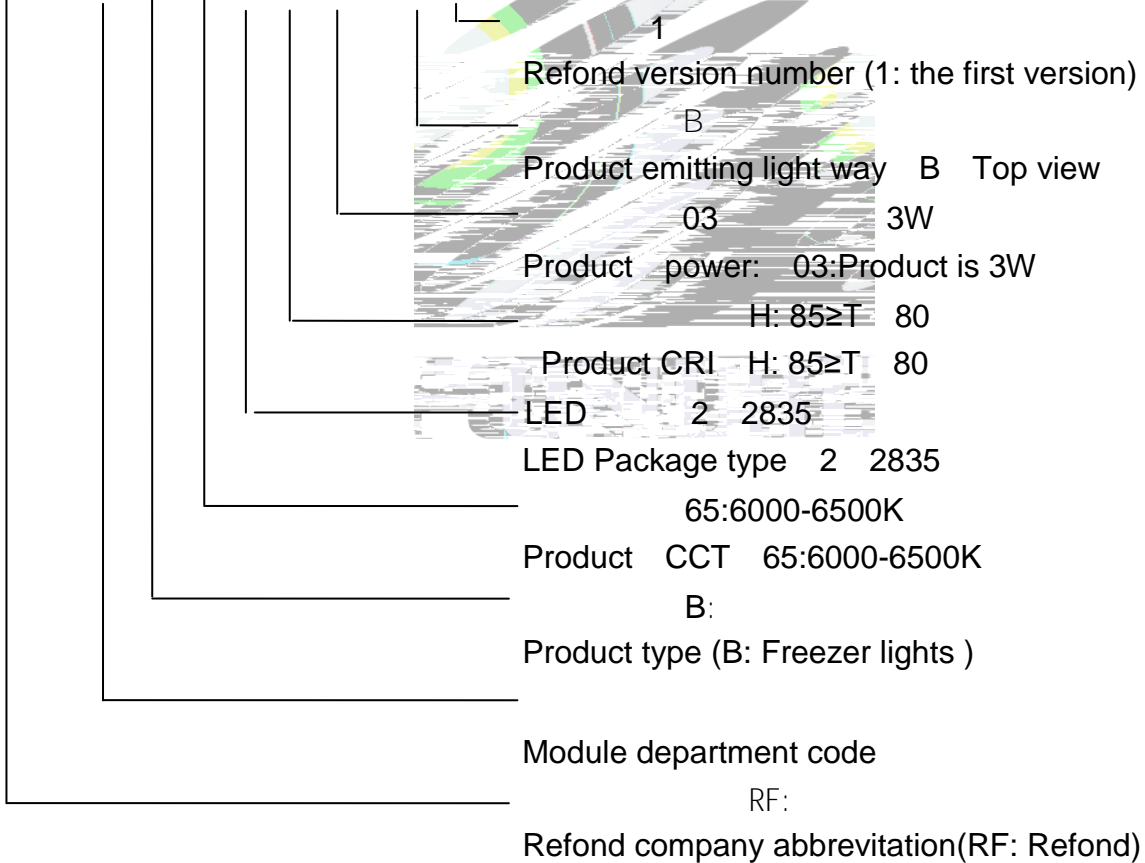 1
Refond version number (1: the first version)
B
Product emitting light way B Top view
03 3W
Product power: 03:Product is 3W
H: 85≥T 80
Product CRI H: 85≥T 80
LED 2 2835
LED Package type 2 2835
65:6000-6500K
Product CCT 65:6000-6500K
B:
Product type (B: Freezer lights )
Module department code
RF:
Refond company abbrevitation(RF: Refond)